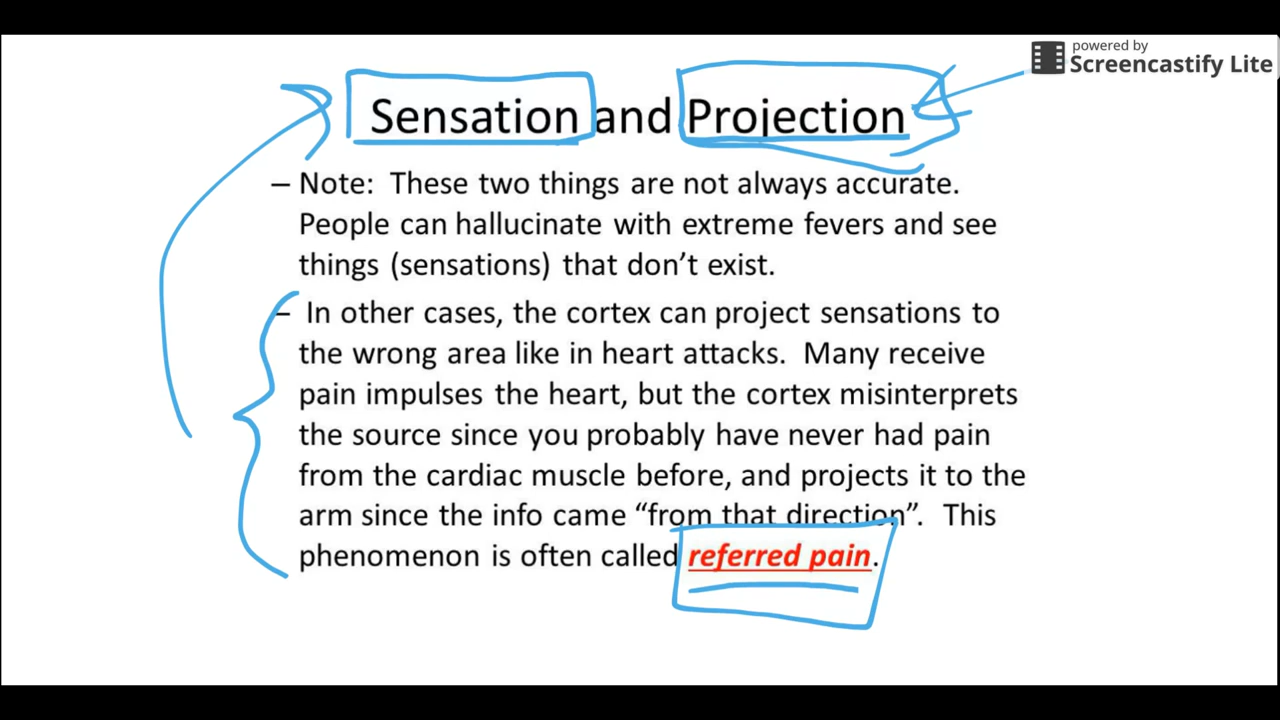 powered by
Screencastify Lite
Sensation and Projection
– Note: These two things are not always accurate.
People can hallucinate with extreme fevers and see
things (sensations) that don’t exist.
– In other cases, the cortex can project sensations to
the wrong area like in heart attacks. Many receive
pain impulses the heart, but the cortex misinterprets
the source since you probably have never had pain
from the cardiac muscle before, and projects it to the
arm since the info came “from that direction”. This
phenomenon is often called referred pain.